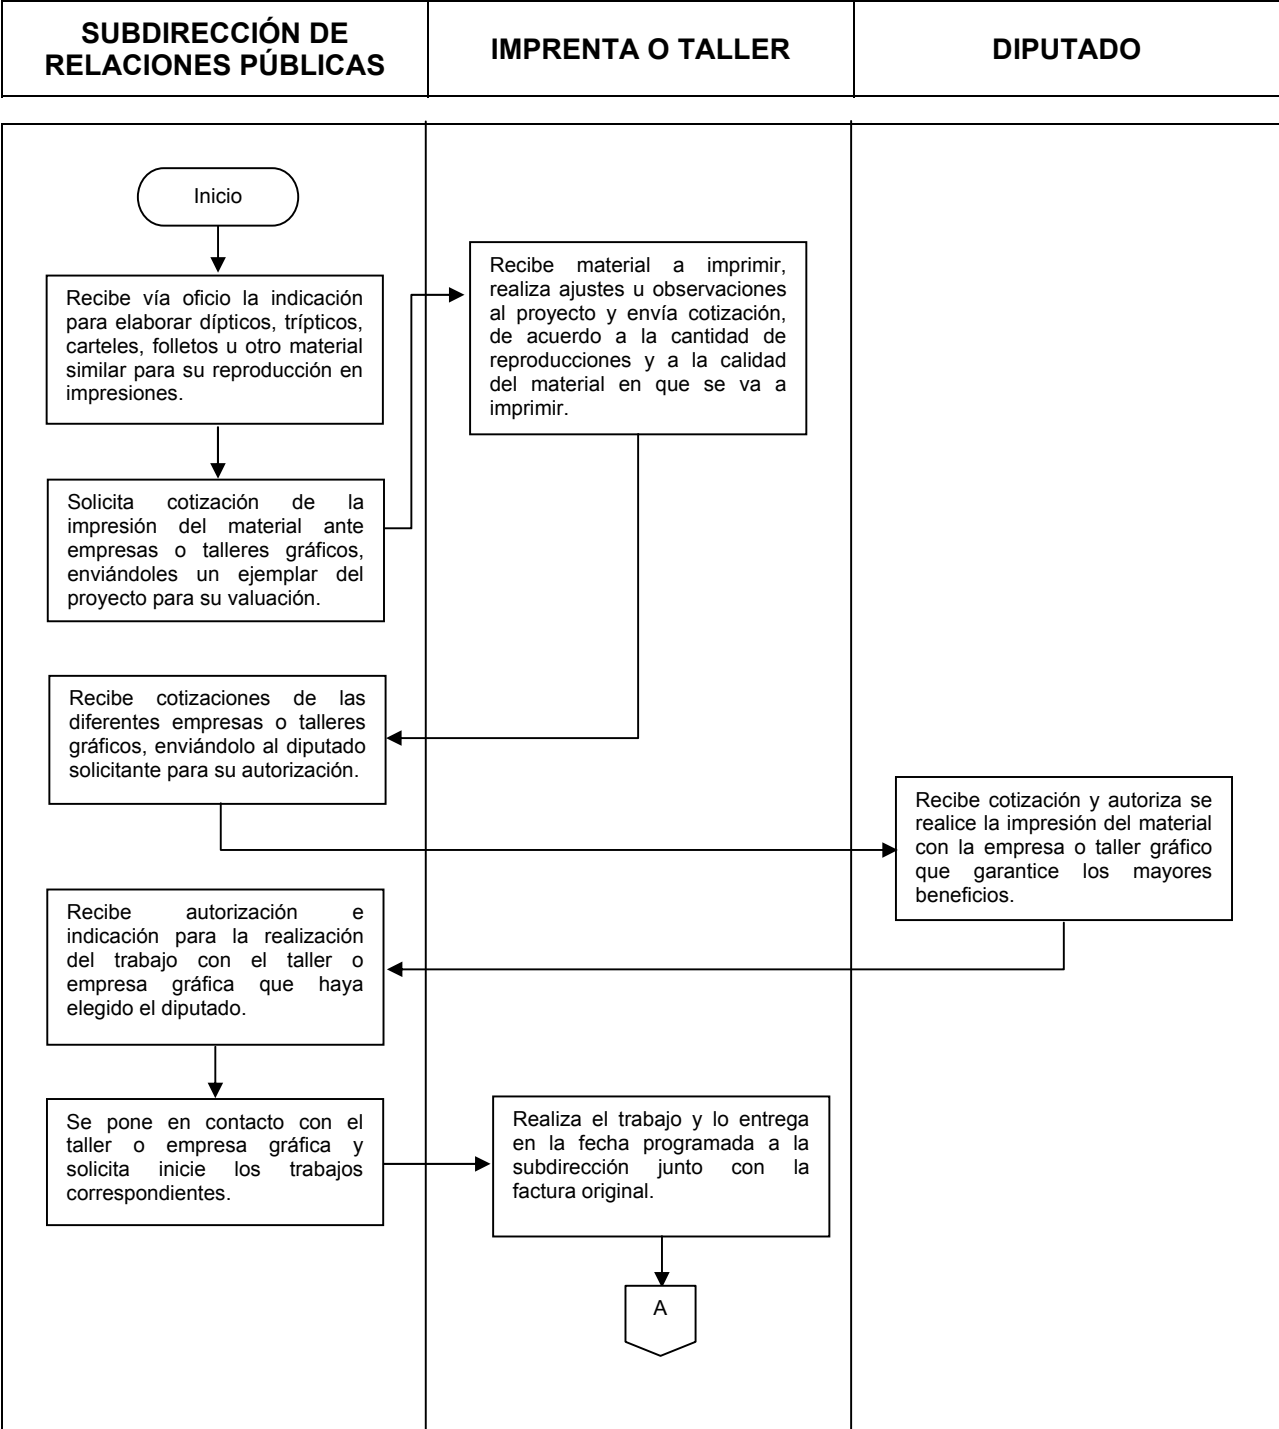 SUBDIRECCIÓN DE
RELACIONES PÚBLICAS
IMPRENTA O TALLER
DIPUTADO
Inicio
Recibe vía oficio la indicación
para elaborar dípticos, trípticos,
carteles, folletos u otro material
similar para su reproducción en
impresiones.
Recibe material a imprimir,
realiza ajustes u observaciones
al proyecto y envía cotización,
de acuerdo a la cantidad de
reproducciones y a la calidad
del material en que se va a
imprimir.
Solicita cotización de la
impresión del material ante
empresas o talleres gráficos,
enviándoles un ejemplar del
proyecto para su valuación.
Recibe cotizaciones de las
diferentes empresas o talleres
gráficos, enviándolo al diputado
solicitante para su autorización.
Recibe cotización y autoriza se
realice la impresión del material
con la empresa o taller gráfico
que garantice los mayores
beneficios.
Recibe autorización e
indicación para la realización
del trabajo con el taller o
empresa gráfica que haya
elegido el diputado.
Se pone en contacto con el
taller o empresa gráfica y
solicita inicie los trabajos
correspondientes.
Realiza el trabajo y lo entrega
en la fecha programada a la
subdirección junto con la
factura original.
A